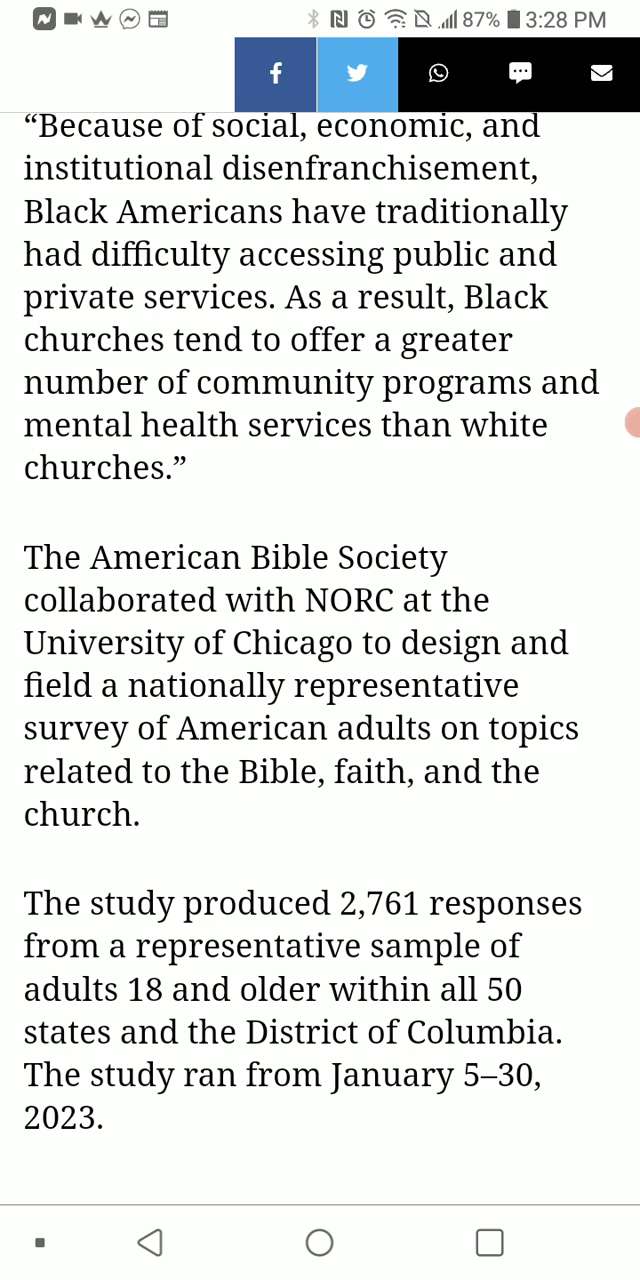 87% 3:28 PM
“Because of social, economic, and
institutional disenfranchisement,
Black Americans have traditionally
had difficulty accessing public and
private services. As a result, Black
churches tend to offer a greater
number of community programs and
mental health services than white
churches.”
The American Bible Society
collaborated with NORC at the
University of Chicago to design and
field a nationally representative
survey of American adults on topics
related to the Bible, faith, and the
church.
The study produced 2,761 responses
from a representative sample of
adults 18 and older within all 50
states and the District of Columbia.
The study ran from January 5–30,
2023.